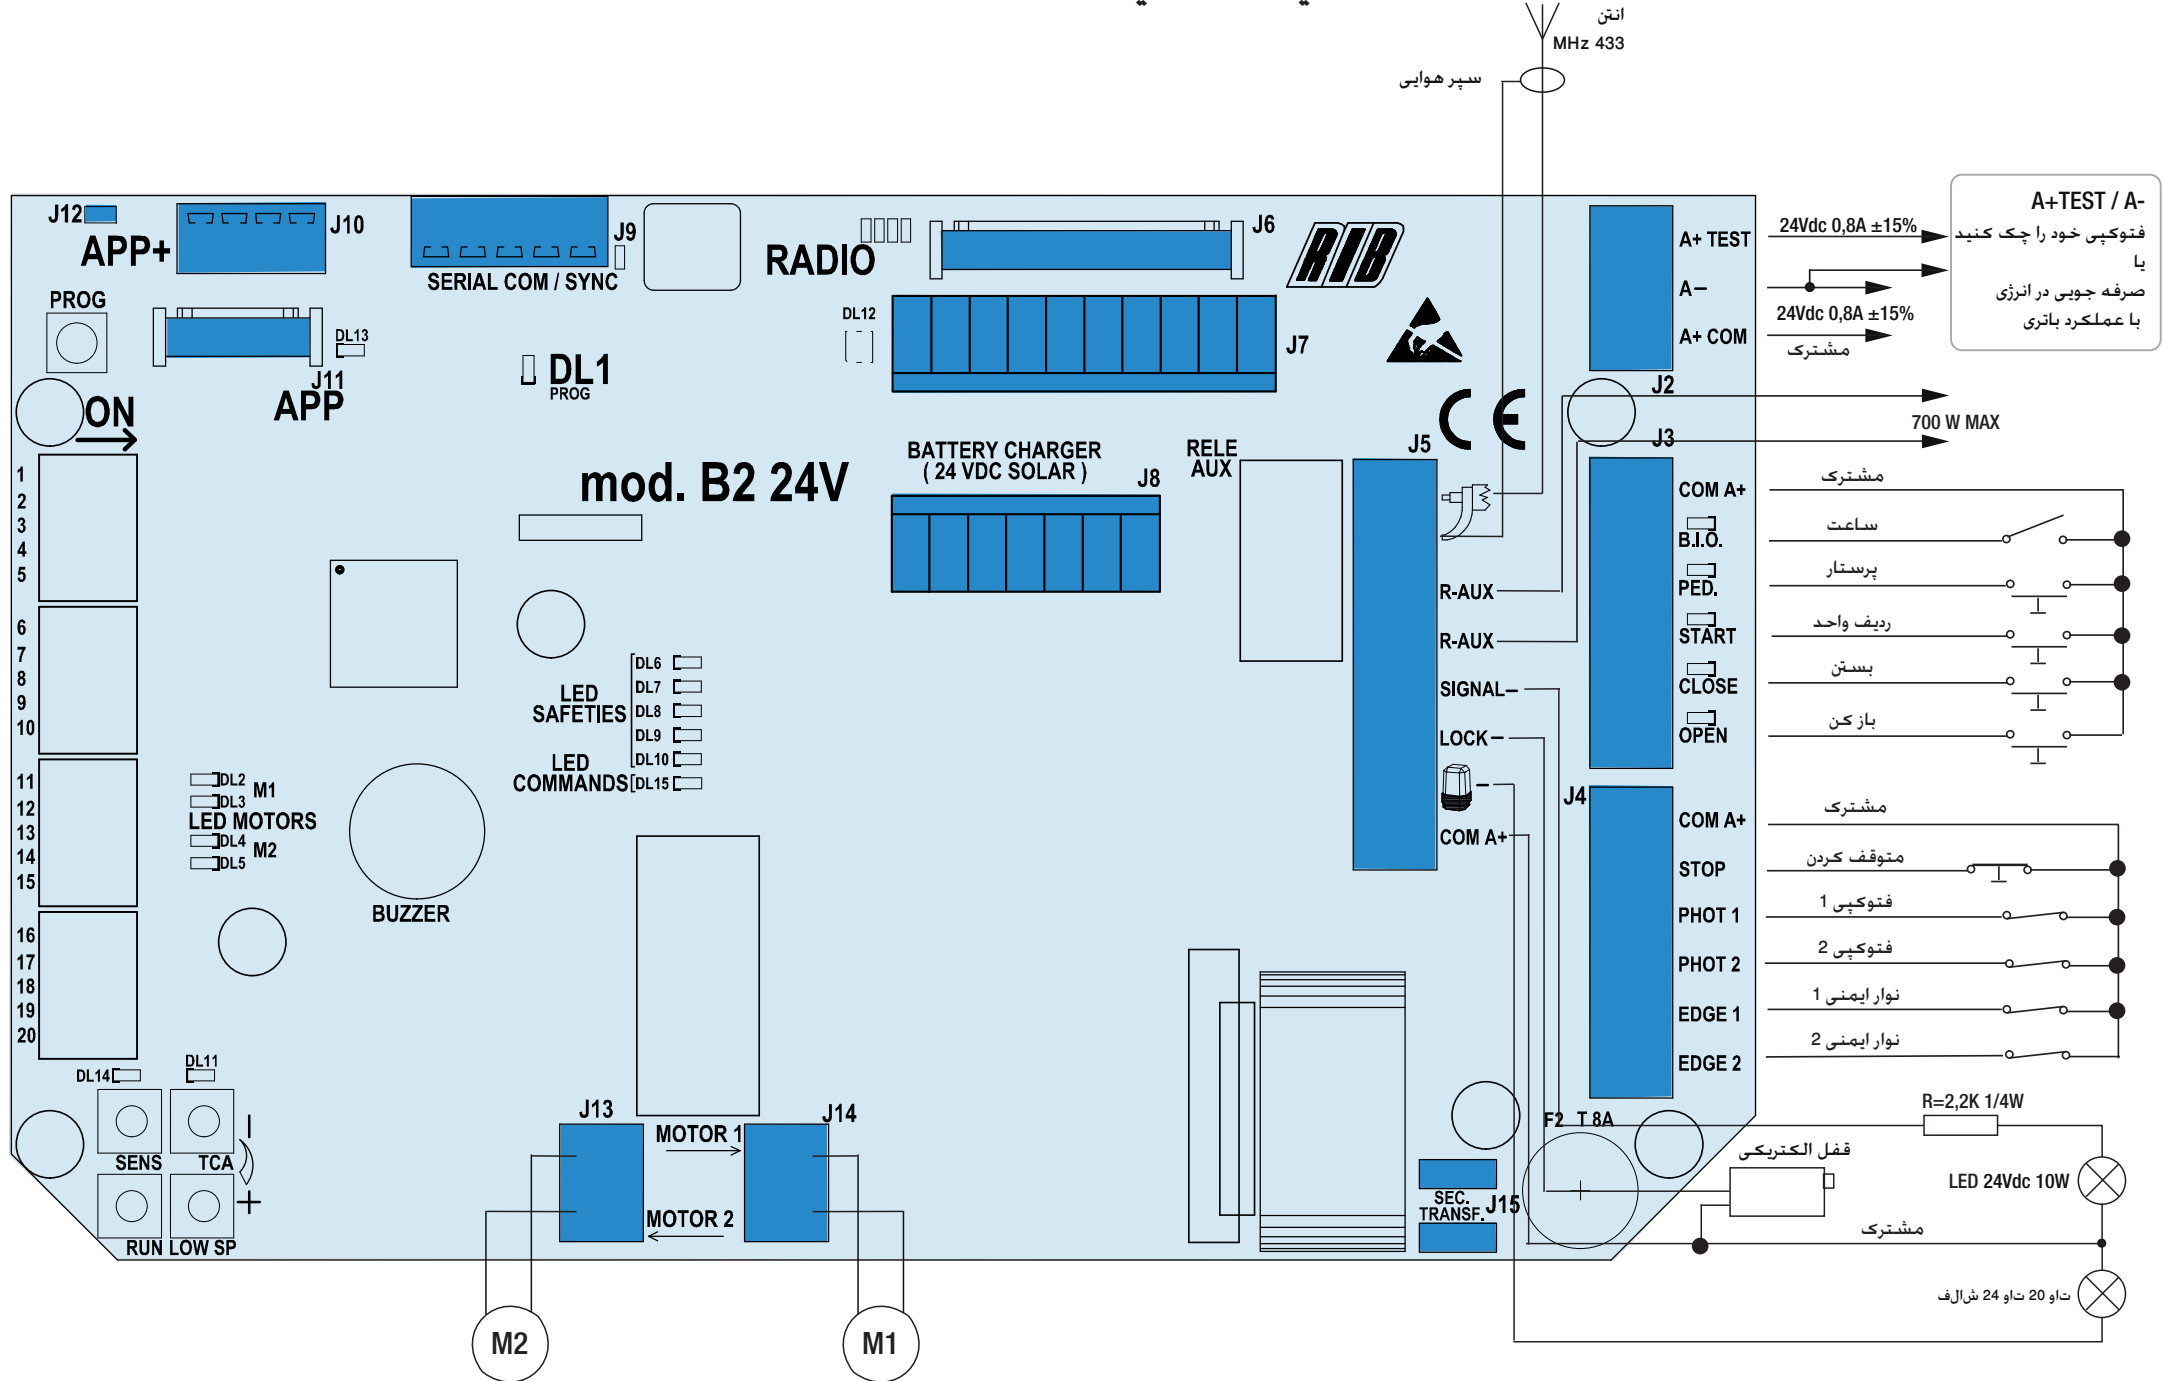 انتن
MHz 433
سپر هوایی
J12
APP+
J10
J9
SERIAL COM / SYNC
RADIO
J6
RIB
A+ TEST
24Vdc 0,8A ±15%
A+TEST / A-
فتوکپی خود را چک کنید
یا
صرفه جویی در انرژی
با عملکرد باتری
A–
24Vdc 0,8A ±15%
A+ COM
مشترک
PROG
DL13
J11
APP
DL1
PROG
DL12
J7
J2
700 W MAX
ON
J3
CE
mod. B2 24V
BATTERY CHARGER
( 24 VDC SOLAR )
J8
RELE
AUX
J5
1
2
3
4
5
6
7
8
9
10
11
12
13
14
15
16
17
18
19
20
COM A+
مشترک
B.I.O.
ساعت
PED.
پرستار
START
ردیف واحد
CLOSE
بستن
OPEN
باز کن
R-AUX
R-AUX
SIGNAL–
LOCK –
-
COM A+
LED
SAFETIES
DL6
DL7
DL8
DL9
DL10
LED
COMMANDS
DL15
DL2
DL3
M1
LED MOTORS
DL4
DL5
M2
BUZZER
J4
COM A+
مشترک
STOP
متوقف کردن
PHOT 1
فتوکپی 1
PHOT 2
فتوکپی 2
EDGE 1
نوار ایمنی 1
EDGE 2
نوار ایمنی 2
DL14
DL11
SENS
TCA
–
+
RUN
LOW SP
J13
MOTOR 1
J14
MOTOR 2
M2
M1
SEC.
TRANSF.
J15
F2 T 8A
R=2,2K 1/4W
قفل الکتریکی
LED 24Vdc 10W
مشترک
تاو 20 تاو 24 شالف